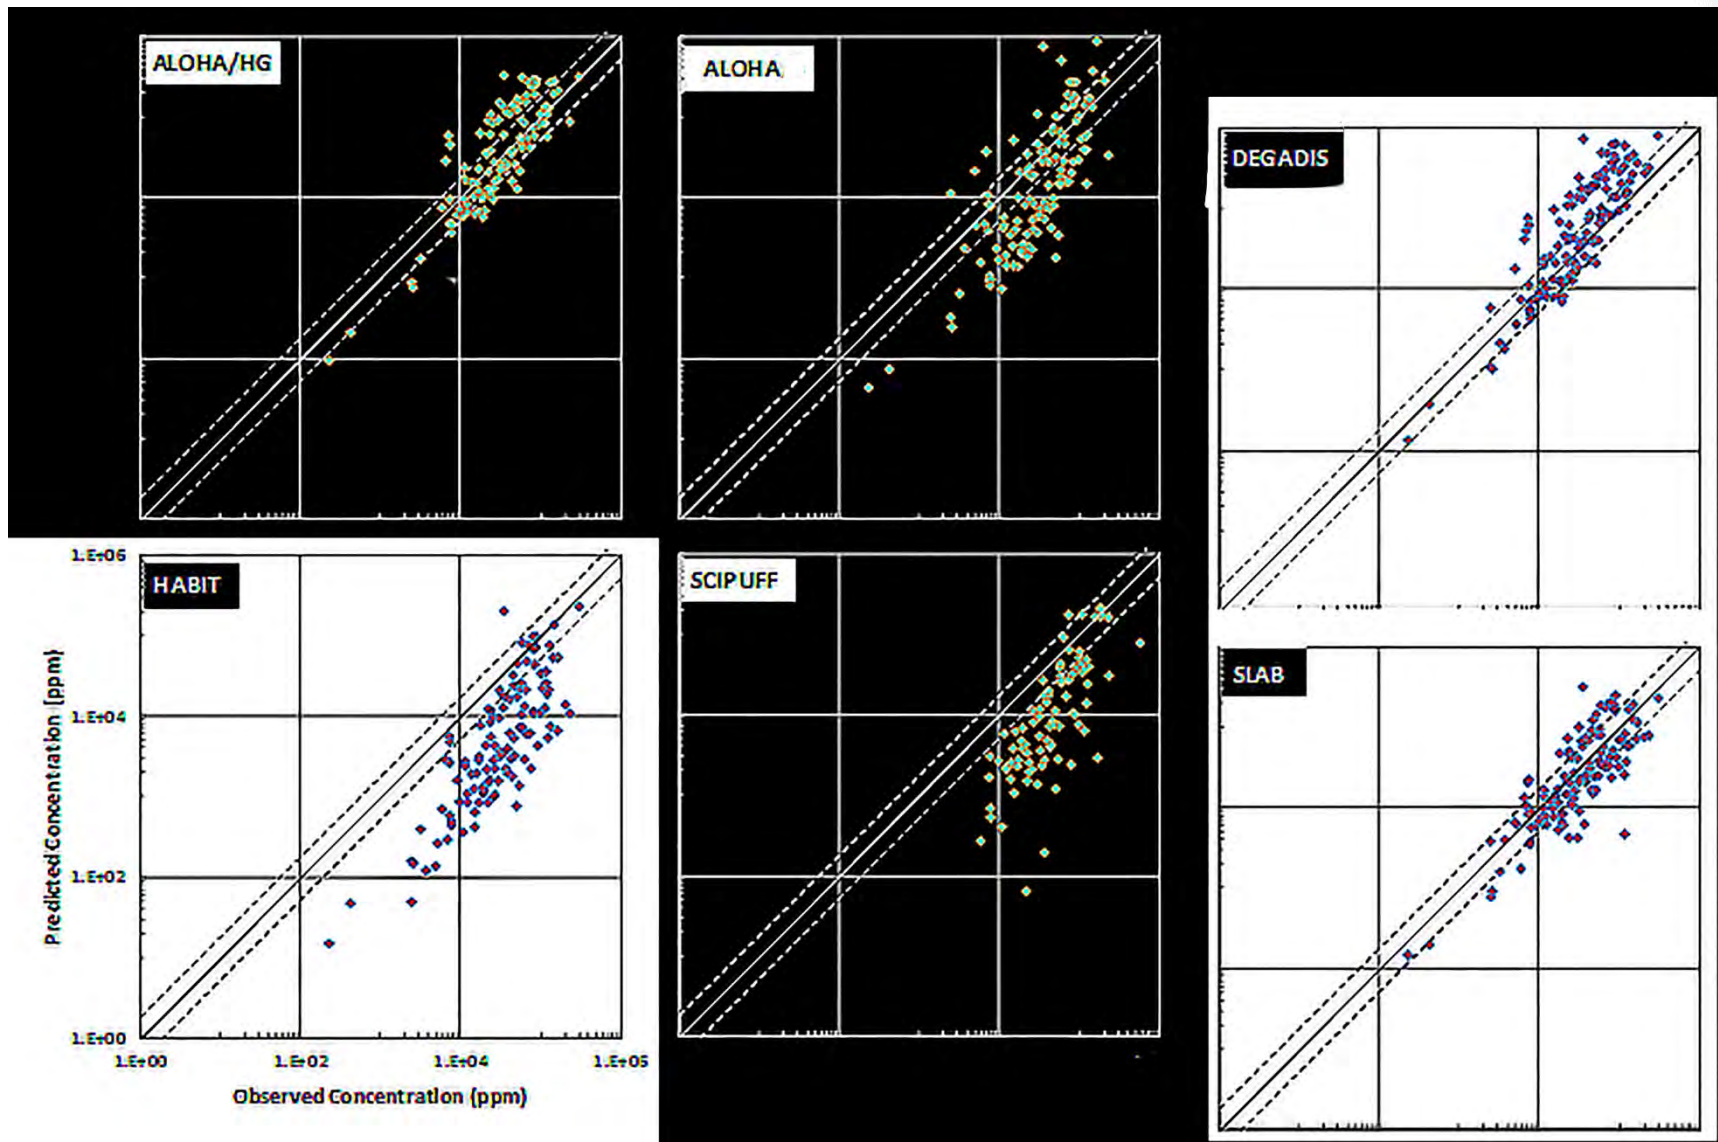 ALOHA/HG
ALOHA
DEGADIS
HABIT
SCIPUFF
SLAB
1.E+06
1.E+04
1.E+02
1.E+00
Predicted Concentration (ppm)
1.E+00 1.E+02 1.E+04 1.E+06
Observed Concentration (ppm)